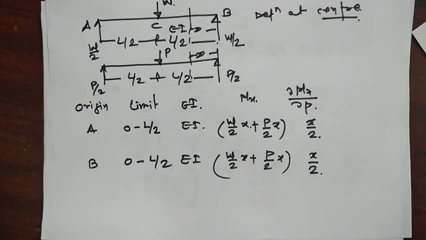 W.
A C B Defⁿ at centre
EI x
W/2 L/2 L/2 W/2
P x
P/2 L/2 L/2 P/2
Origin Limit EI. Mx. ∂Mx/∂P.
A 0-L/2 EI. (W/2 x + P/2 x) x/2.
B 0-L/2 EI (W/2 x + P/2 x) x/2.